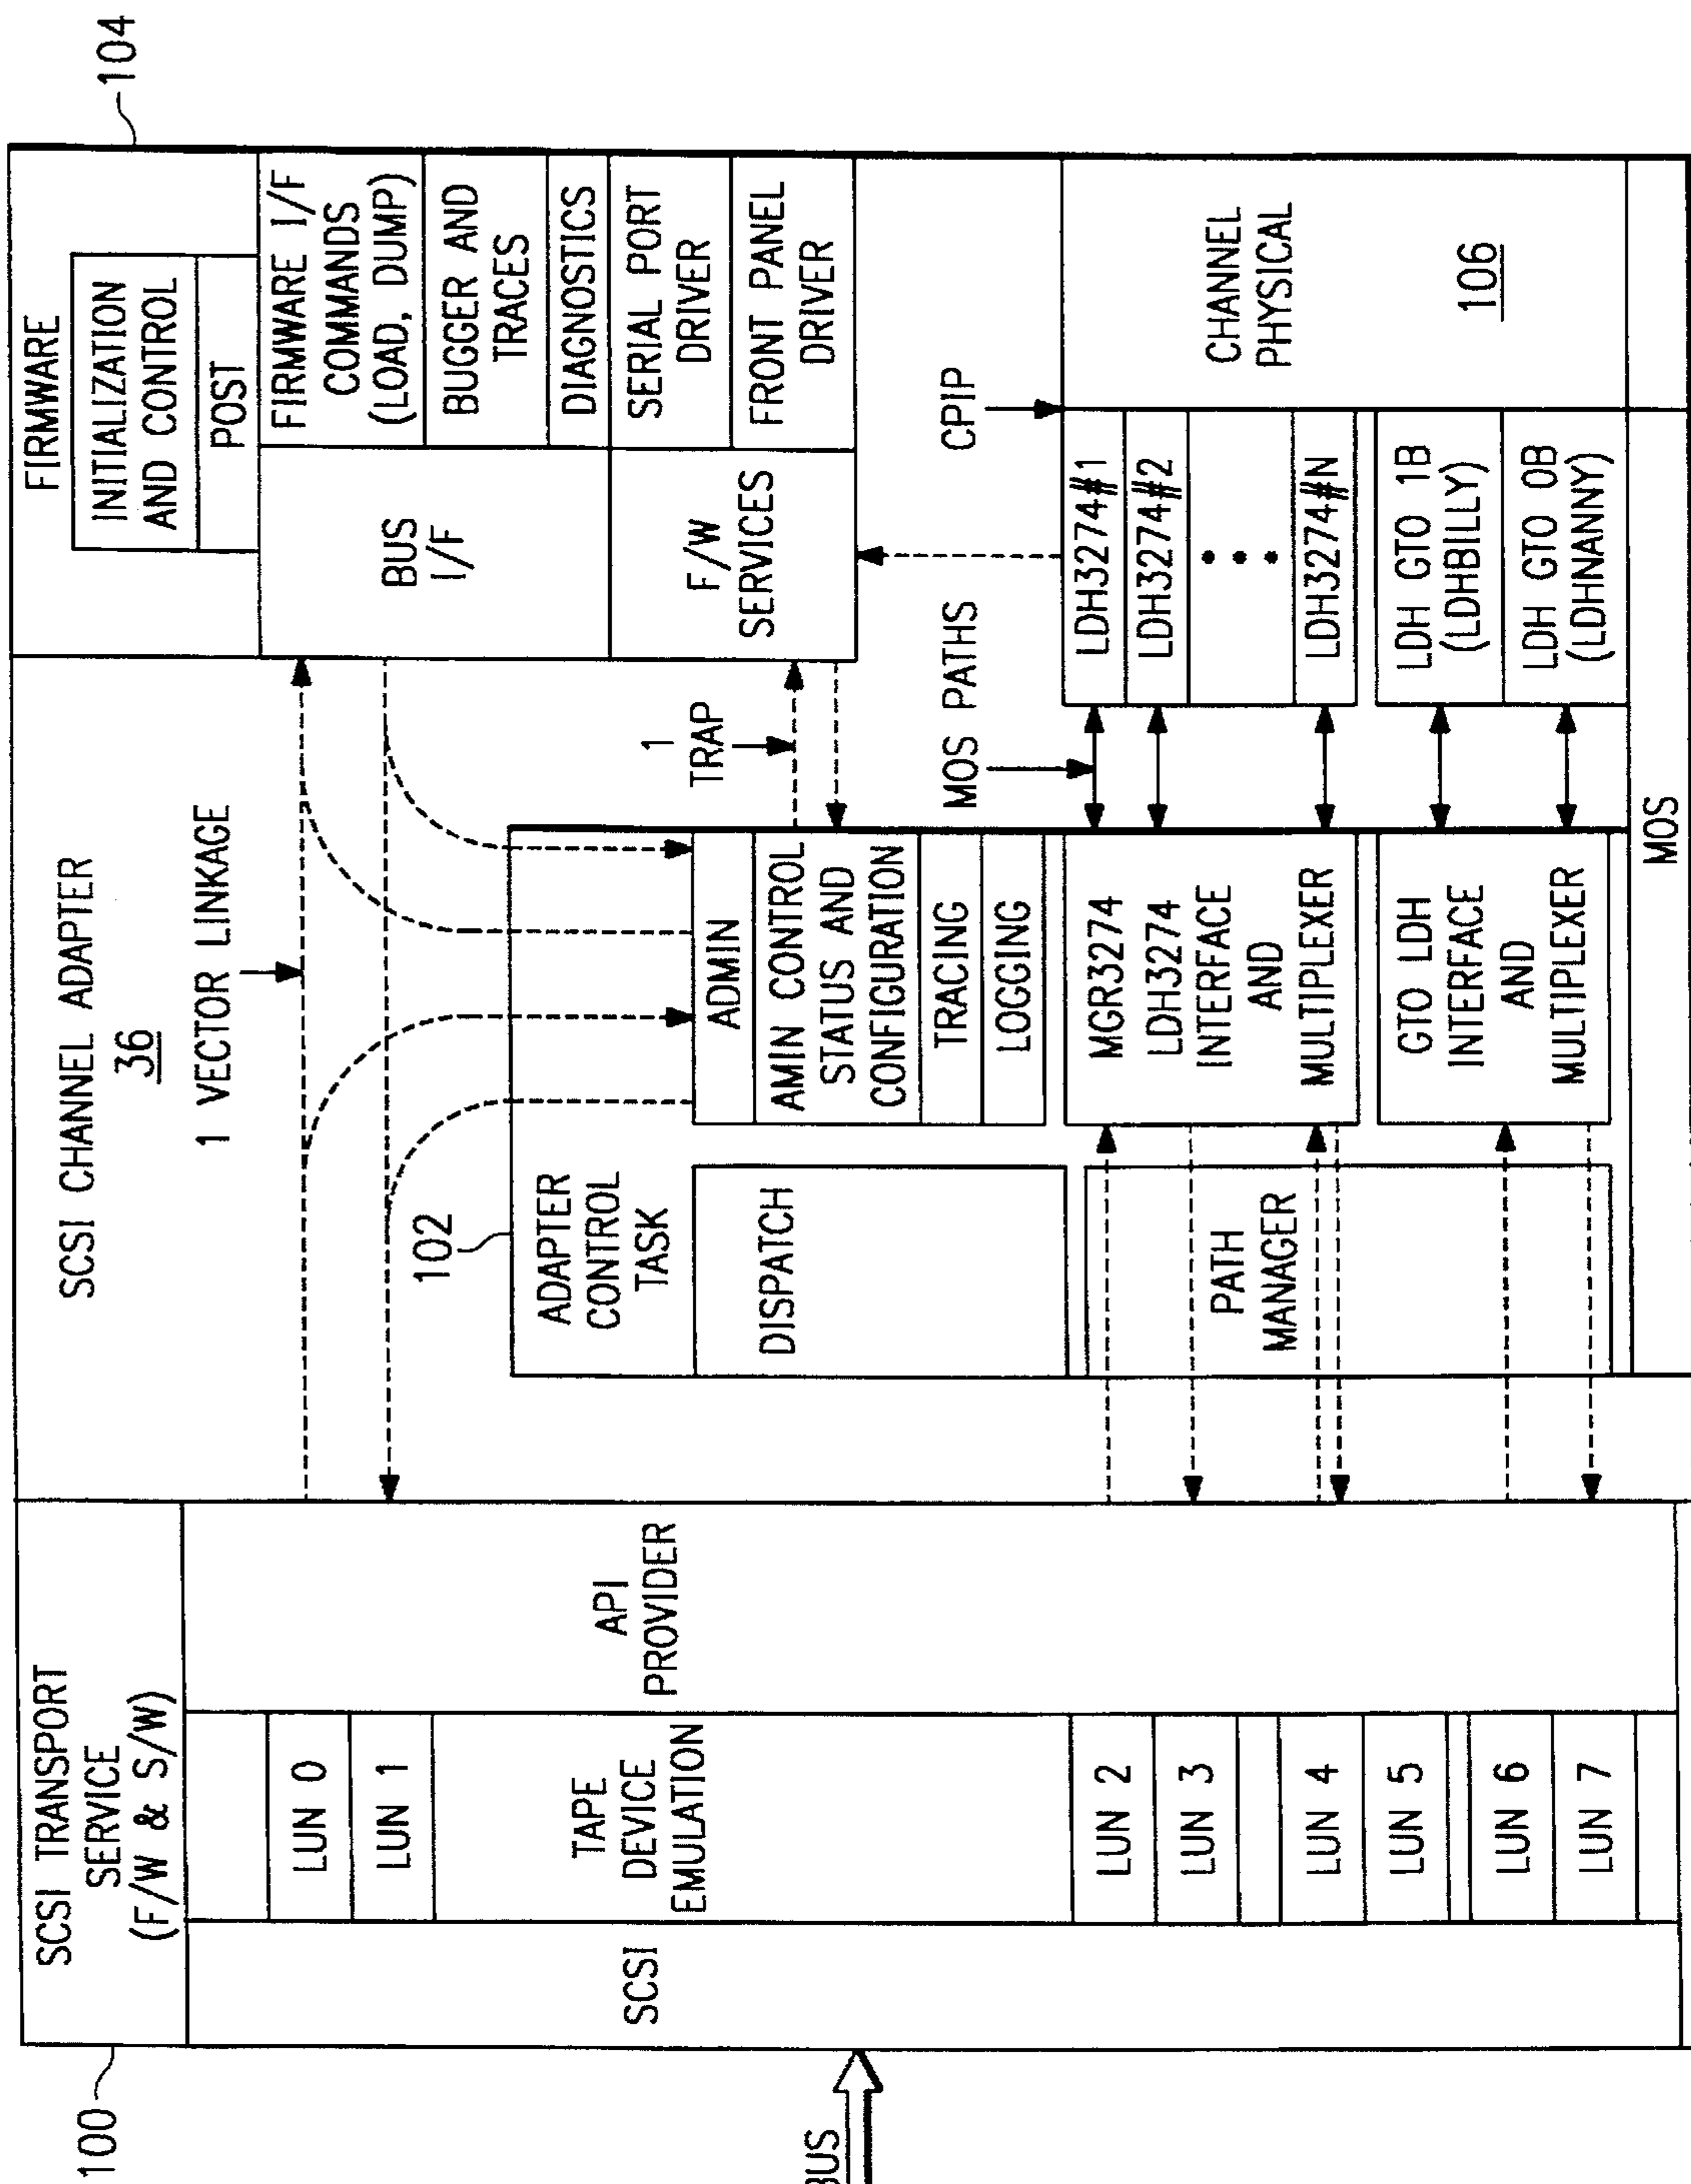 100
SCSI TRANSPORT
SERVICE
(F/W & S/W)
SCSI
LUN 0
LUN 1
TAPE
DEVICE
EMULATION
LUN 2
LUN 3
LUN 4
LUN 5
LUN 6
LUN 7
API
PROVIDER
BUS
SCSI CHANNEL ADAPTER
36
1 VECTOR LINKAGE
102
ADAPTER
CONTROL
TASK
DISPATCH
PATH
MANAGER
ADMIN
AMIN CONTROL
STATUS AND
CONFIGURATION
TRACING
LOGGING
MGR3274
LDH3274
INTERFACE
AND
MULTIPLEXER
GTO LDH
INTERFACE
AND
MULTIPLEXER
MOS
1
TRAP
MOS PATHS
104
FIRMWARE
INITIALIZATION
AND CONTROL
POST
BUS
I/F
FIRMWARE I/F
COMMANDS
(LOAD, DUMP)
BUGGER AND
TRACES
DIAGNOSTICS
F/W
SERVICES
SERIAL PORT
DRIVER
FRONT PANEL
DRIVER
CPIP
LDH3274#1
LDH3274#2
• • •
LDH3274#N
LDH GTO 1B
(LDHBILLY)
LDH GTO 0B
(LDHNANNY)
CHANNEL
PHYSICAL
106